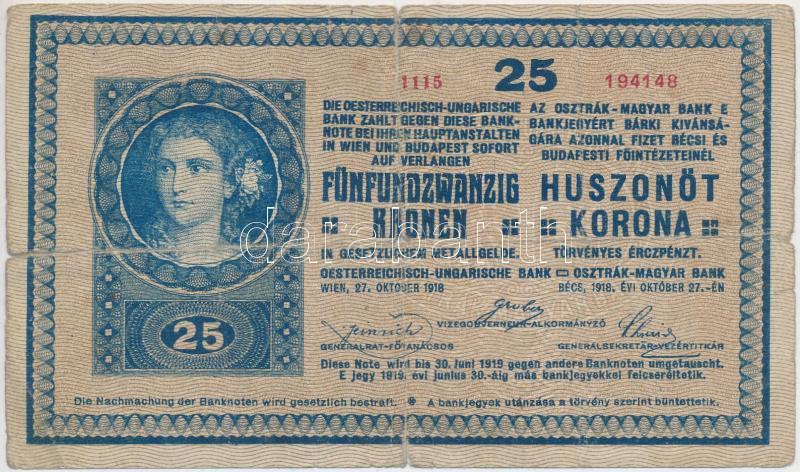 1115 25 194148
DIE OESTERREICHISCH-UNGARISCHE
BANK ZAHLT GEGEN DIESE BANK-
NOTE BEI IHREN HAUPTANSTALTEN
IN WIEN UND BUDAPEST SOFORT
AUF VERLANGEN
FÜNFUNDZWANZIG
KRONEN
IN GESETZLICHEM METALLGELDE.
OESTERREICHISCH-UNGARISCHE BANK
WIEN, 27. OKTOBER 1918
AZ OSZTRÁK-MAGYAR BANK E
BANKJEGYÉRT BÁRKI KIVÁNSÁ-
GÁRA AZONNAL FIZET BÉCSI ÉS
BUDAPESTI FŐINTÉZETEINÉL
HUSZONÖT
KORONA
TÖRVÉNYES ÉRCZPÉNZT.
OSZTRÁK-MAGYAR BANK
BÉCS, 1918. ÉVI OKTÓBER 27.-ÉN
25
VIZEGOUVERNEUR-ALKORMÁNYZÓ
GENERALRAT-FŐTANÁCSOS
GENERALSEKRETÄR-VEZÉRTITKÁR
Diese Note wird bis 30. Juni 1919 gegen andere Banknoten umgetauscht.
E jegy 1919. évi junius 30.-áig más bankjegyekkel felcseréltetik.
Die Nachmachung der Banknoten wird gesetzlich bestraft. A bankjegyek utánzása a törvény szerint büntettetik.
darabanth